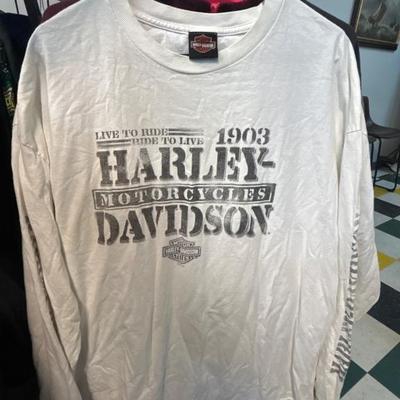 LIVE TO RIDE
RIDE TO LIVE
1903
HARLEY-
MOTORCYCLES
DAVIDSON